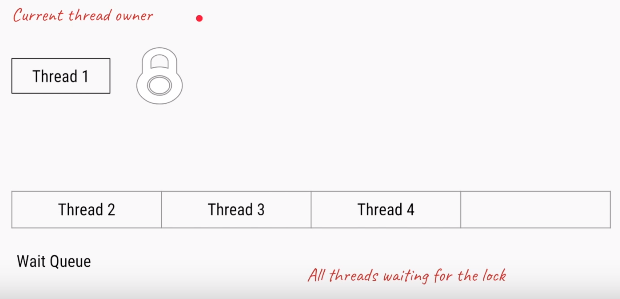 Current thread owner
Thread 1
Thread 2
Thread 3
Thread 4
Wait Queue
All threads waiting for the lock